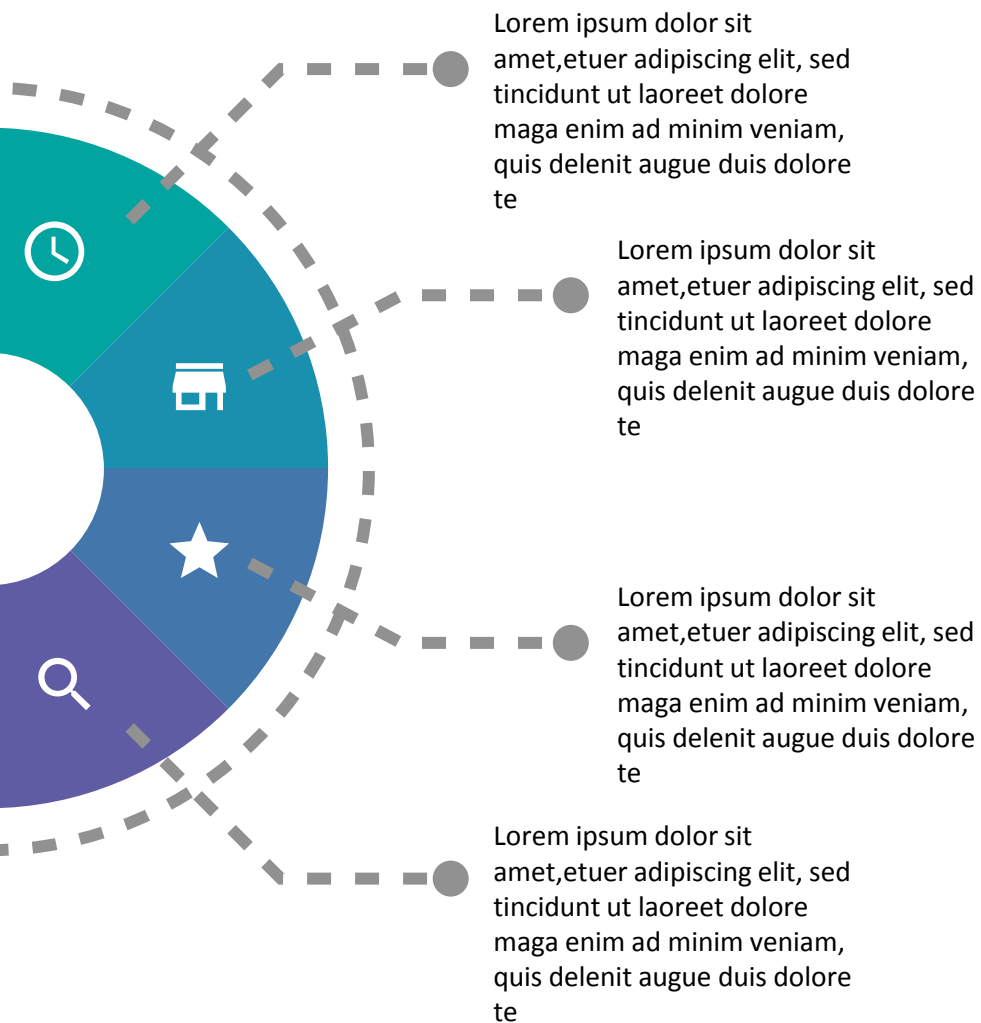 Lorem ipsum dolor sit
amet,etuer adipiscing elit, sed
tincidunt ut laoreet dolore
maga enim ad minim veniam,
quis delenit augue duis dolore
te
Lorem ipsum dolor sit
amet,etuer adipiscing elit, sed
tincidunt ut laoreet dolore
maga enim ad minim veniam,
quis delenit augue duis dolore
te
Lorem ipsum dolor sit
amet,etuer adipiscing elit, sed
tincidunt ut laoreet dolore
maga enim ad minim veniam,
quis delenit augue duis dolore
te
Lorem ipsum dolor sit
amet,etuer adipiscing elit, sed
tincidunt ut laoreet dolore
maga enim ad minim veniam,
quis delenit augue duis dolore
te